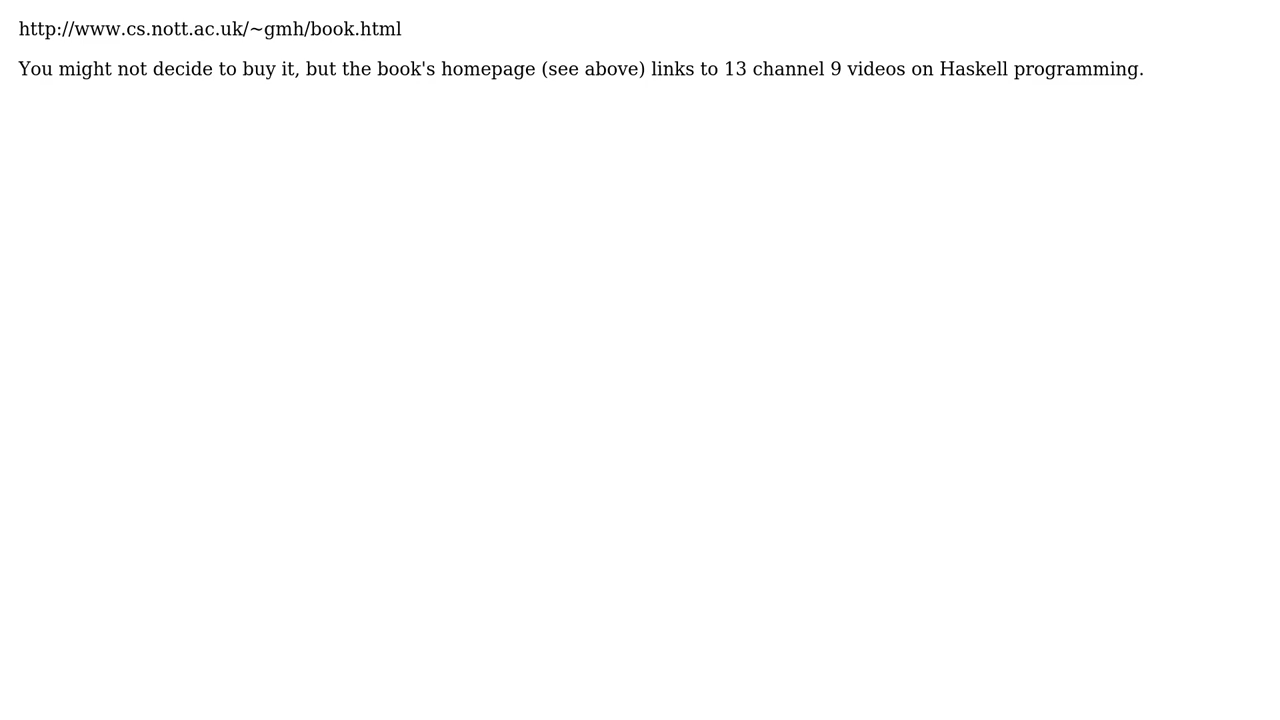 http://www.cs.nott.ac.uk/~gmh/book.html
You might not decide to buy it, but the book's homepage (see above) links to 13 channel 9 videos on Haskell programming.